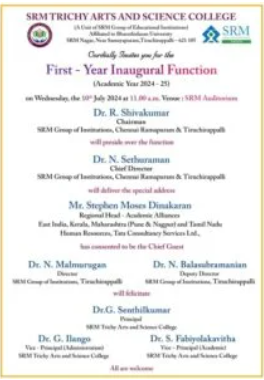 SRM TRICHY ARTS AND SCIENCE COLLEGE
(A Unit of SRM Group of Educational Institutions)
Affiliated to Bharathidasan University
SRM Nagar, Near Samayapuram, Tiruchirappalli - 621 105
SRM
Cordially Invites you for the
First - Year Inaugural Function
(Academic Year 2024 - 25)
on Wednesday, the 10th July 2024 at 11.00 a.m. Venue : SRM Auditorium
Dr. R. Shivakumar
Chairman
SRM Group of Institutions, Chennai Ramapuram & Tiruchirappalli
will preside over the function
Dr. N. Sethuraman
Chief Director
SRM Group of Institutions, Chennai Ramapuram & Tiruchirappalli
will deliver the special address
Mr. Stephen Moses Dinakaran
Regional Head - Academic Alliances
East India, Kerala, Maharashtra (Pune & Nagpur) and Tamil Nadu
Human Resources, Tata Consultancy Services Ltd.,
has consented to be the Chief Guest
Dr. N. Malmurugan
Director
SRM Group of Institutions, Tiruchirappalli
Dr. N. Balasubramanian
Deputy Director
SRM Group of Institutions, Tiruchirappalli
will felicitate
Dr.G. Senthilkumar
Principal
SRM Trichy Arts and Science College
Dr. G. Ilango
Vice - Principal (Administration)
SRM Trichy Arts and Science College
Dr. S. Fabiyolakavitha
Vice - Principal (Academic)
SRM Trichy Arts and Science College
All are welcome